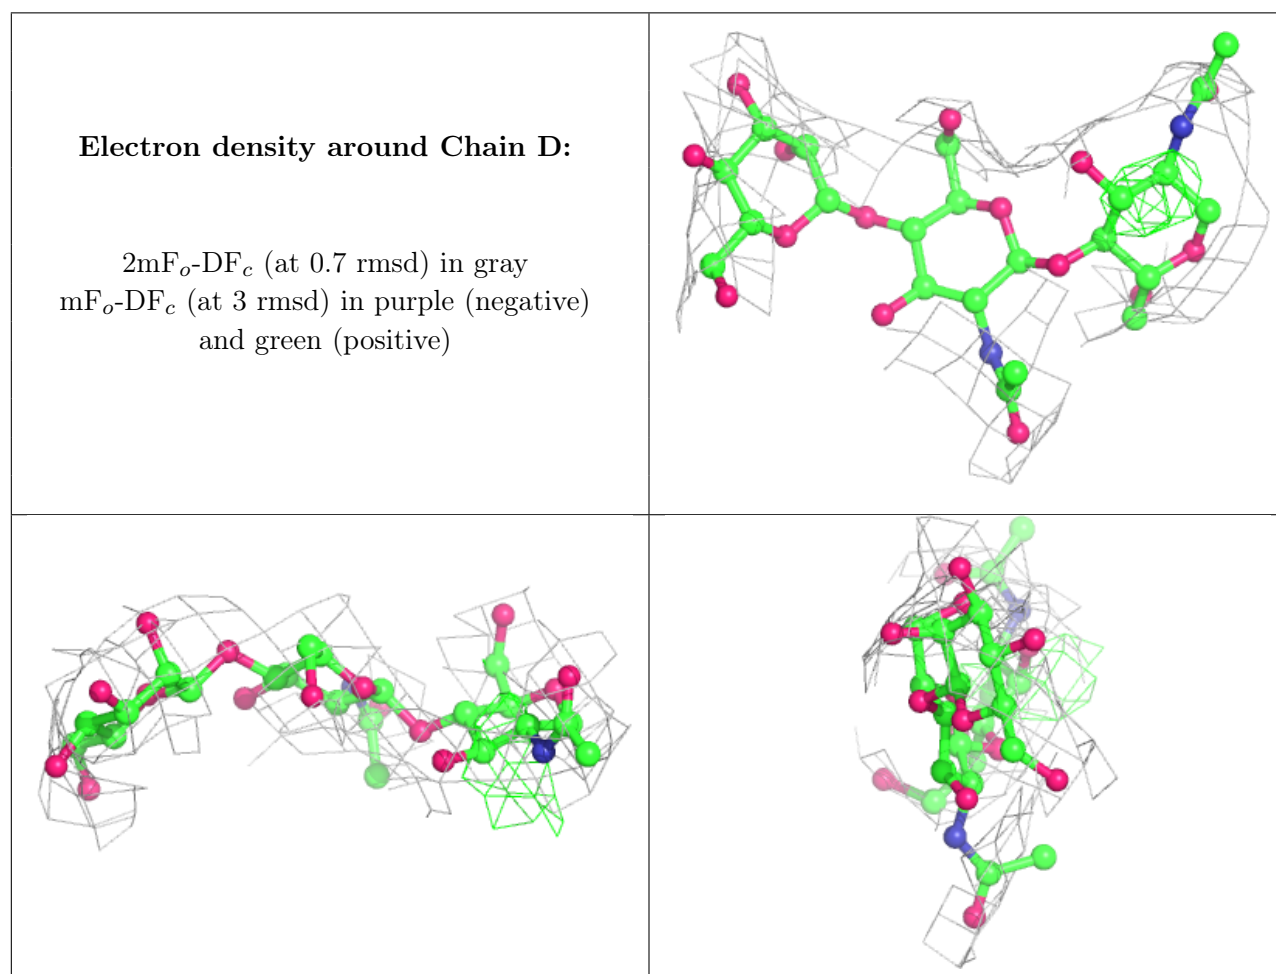 Electron density around Chain D:
2mFₒ-DF𝒸 (at 0.7 rmsd) in gray
mFₒ-DF𝒸 (at 3 rmsd) in purple (negative)
and green (positive)